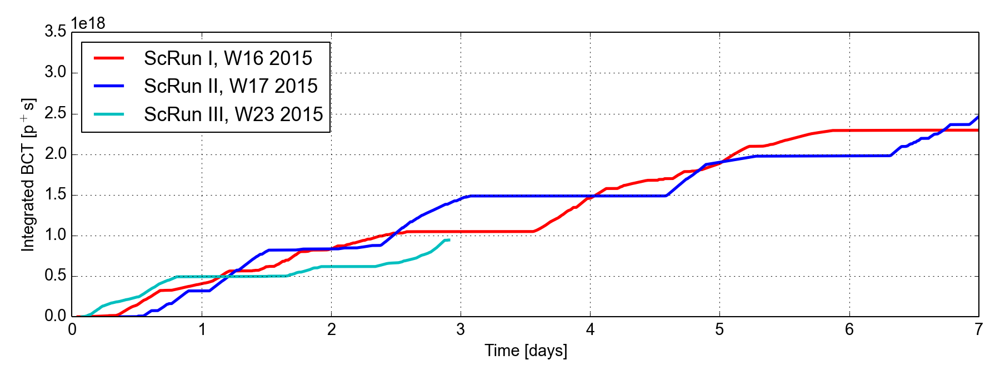 1e18
3.5
3.0
2.5
2.0
1.5
1.0
0.5
0.0
Integrated BCT [p + s]
ScRun I, W16 2015
ScRun II, W17 2015
ScRun III, W23 2015
0 1 2 3 4 5 6 7
Time [days]